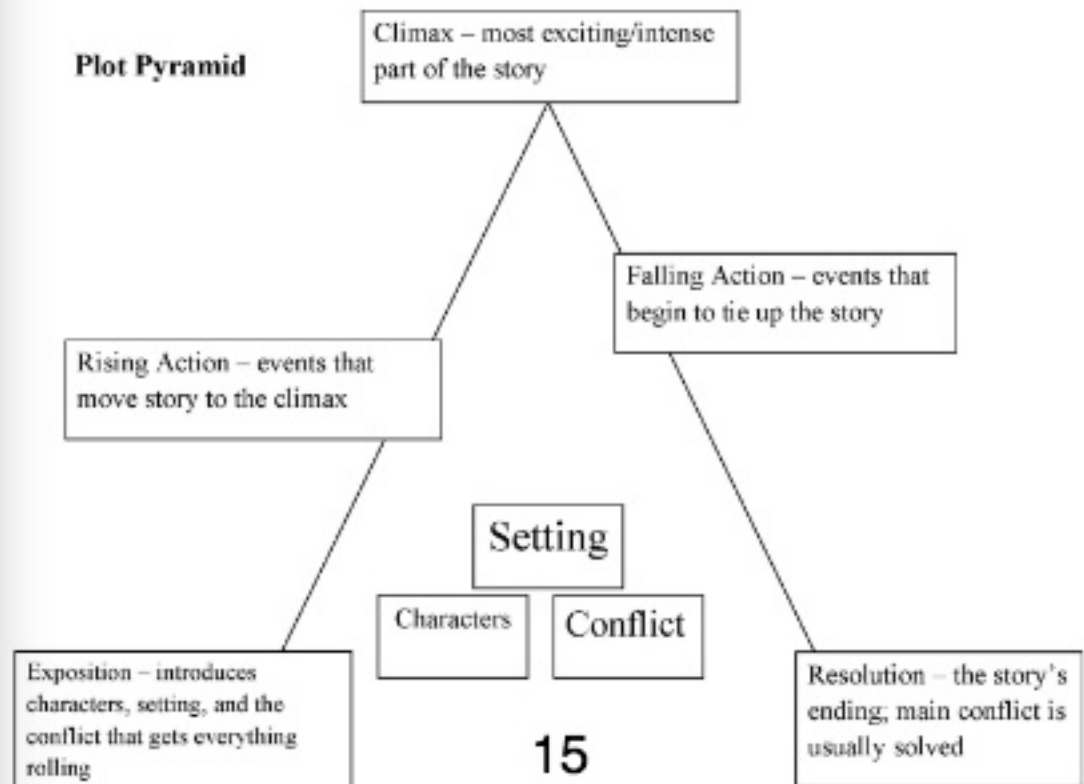 Plot Pyramid
Climax – most exciting/intense
part of the story
Falling Action – events that
begin to tie up the story
Rising Action – events that
move story to the climax
Setting
Characters
Conflict
Exposition – introduces
characters, setting, and the
conflict that gets everything
rolling
Resolution – the story's
ending; main conflict is
usually solved
15